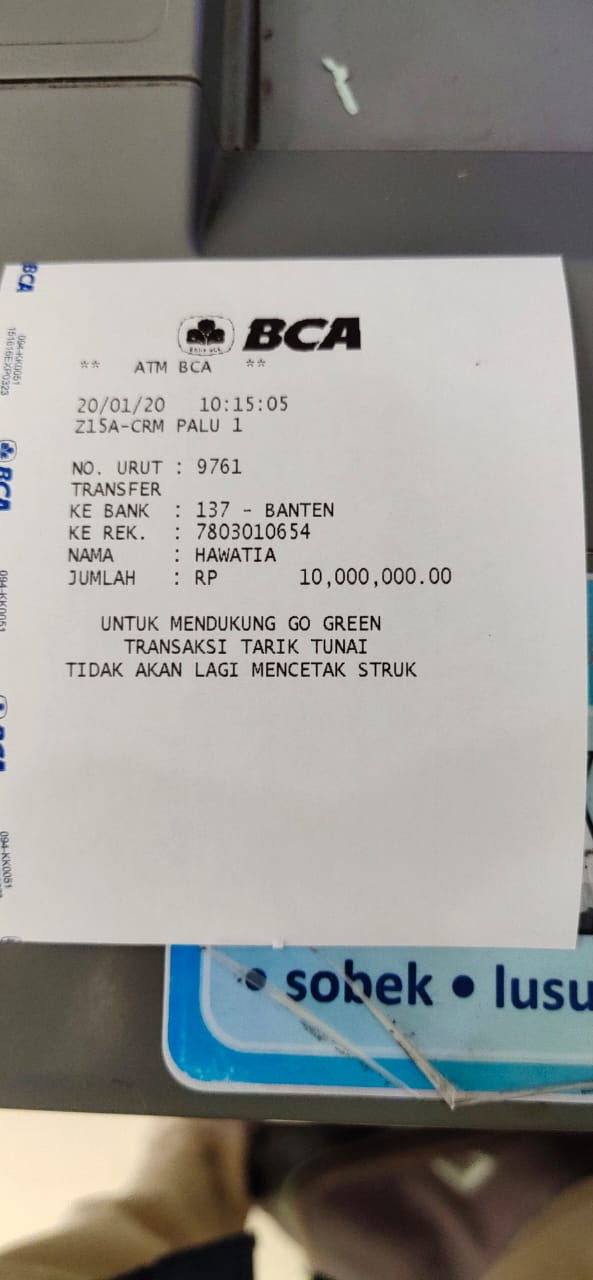 BCA
** ATM BCA **
20/01/20 10:15:05
Z15A-CRM PALU 1
NO. URUT : 9761
TRANSFER
KE BANK : 137 - BANTEN
KE REK. : 7803010654
NAMA : HAWATIA
JUMLAH : RP 10,000,000.00
UNTUK MENDUKUNG GO GREEN
TRANSAKSI TARIK TUNAI
TIDAK AKAN LAGI MENCETAK STRUK
BCA
BCA
• sobek •